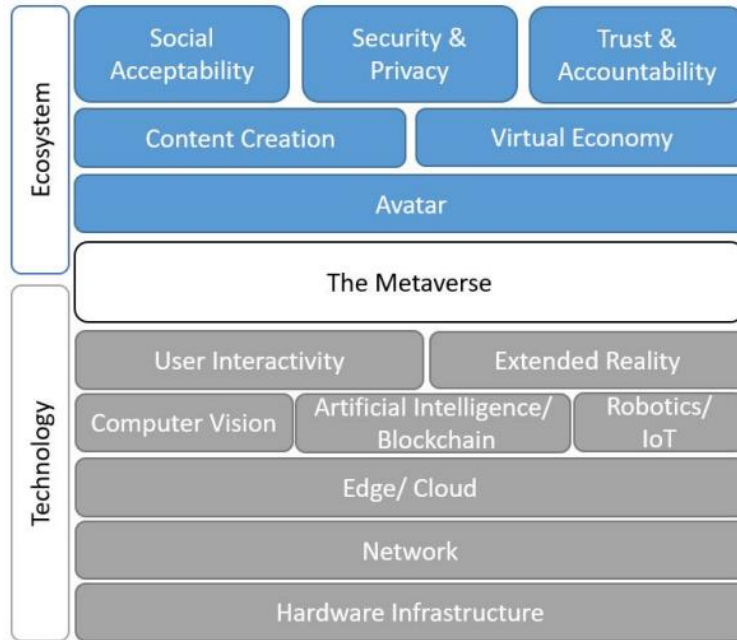 Ecosystem
Social
Acceptability
Security &
Privacy
Trust &
Accountability
Content Creation
Virtual Economy
Avatar
The Metaverse
Technology
User Interactivity
Extended Reality
Computer Vision
Artificial Intelligence/
Blockchain
Robotics/
IoT
Edge/ Cloud
Network
Hardware Infrastructure